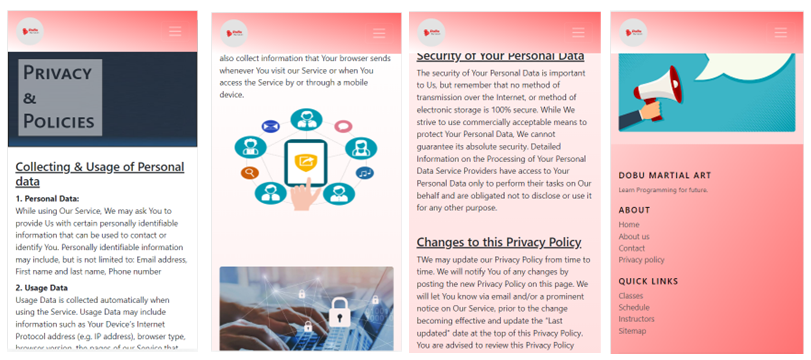 PRIVACY
&
POLICIES
Collecting & Usage of Personal
data
1. Personal Data:
While using Our Service, We may ask You to
provide Us with certain personally identifiable
information that can be used to contact or
identify You. Personally identifiable information
may include, but is not limited to: Email address,
First name and last name, Phone number
2. Usage Data
Usage Data is collected automatically when
using the Service. Usage Data may include
information such as Your Device's Internet
Protocol address (e.g. IP address), browser type,
browser version, the pages of our Service that
also collect information that Your browser sends
whenever You visit our Service or when You
access the Service by or through a mobile
device.
Security of Your Personal Data
The security of Your Personal Data is important
to Us, but remember that no method of
transmission over the Internet, or method of
electronic storage is 100% secure. While We
strive to use commercially acceptable means to
protect Your Personal Data, We cannot
guarantee its absolute security. Detailed
Information on the Processing of Your Personal
Data Service Providers have access to Your
Personal Data only to perform their tasks on Our
behalf and are obligated not to disclose or use it
for any other purpose.
Changes to this Privacy Policy
TWe may update our Privacy Policy from time to
time. We will notify You of any changes by
posting the new Privacy Policy on this page. We
will let You know via email and/or a prominent
notice on Our Service, prior to the change
becoming effective and update the "Last
updated" date at the top of this Privacy Policy.
You are advised to review this Privacy Policy
DOBU MARTIAL ART
Learn Programming for future.
ABOUT
Home
About us
Contact
Privacy policy
QUICK LINKS
Classes
Schedule
Instructors
Sitemap